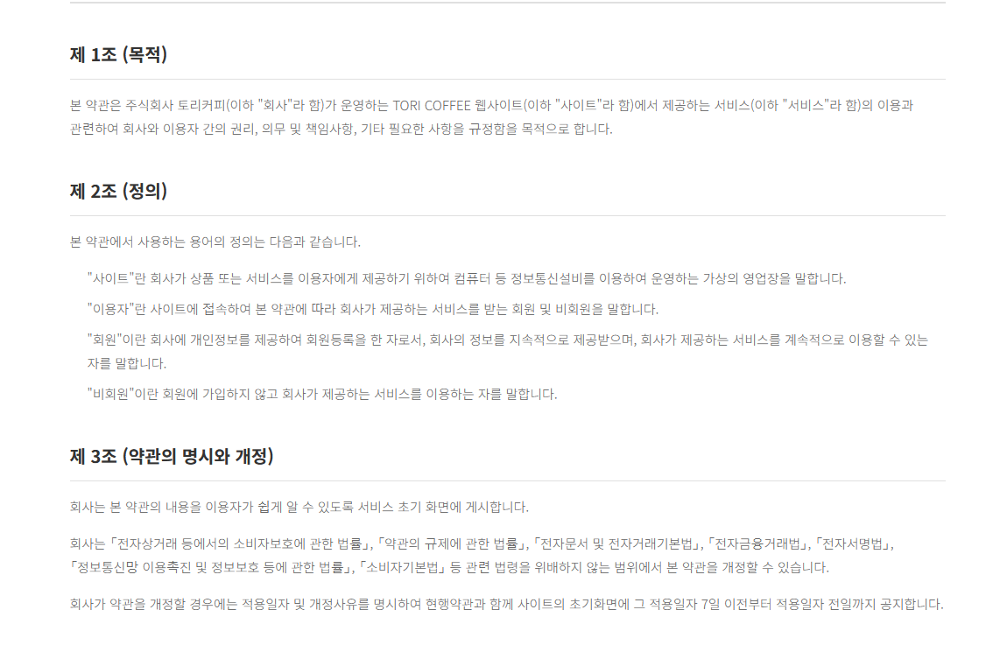 제 1조 (목적)
본 약관은 주식회사 토리커피(이하 "회사"라 함)가 운영하는 TORI COFFEE 웹사이트(이하 "사이트"라 함)에서 제공하는 서비스(이하 "서비스"라 함)의 이용과
관련하여 회사와 이용자 간의 권리, 의무 및 책임사항, 기타 필요한 사항을 규정함을 목적으로 합니다.
제 2조 (정의)
본 약관에서 사용하는 용어의 정의는 다음과 같습니다.
"사이트"란 회사가 상품 또는 서비스를 이용자에게 제공하기 위하여 컴퓨터 등 정보통신설비를 이용하여 운영하는 가상의 영업장을 말합니다.
"이용자"란 사이트에 접속하여 본 약관에 따라 회사가 제공하는 서비스를 받는 회원 및 비회원을 말합니다.
"회원"이란 회사에 개인정보를 제공하여 회원등록을 한 자로서, 회사의 정보를 지속적으로 제공받으며, 회사가 제공하는 서비스를 계속적으로 이용할 수 있는
자를 말합니다.
"비회원"이란 회원에 가입하지 않고 회사가 제공하는 서비스를 이용하는 자를 말합니다.
제 3조 (약관의 명시와 개정)
회사는 본 약관의 내용을 이용자가 쉽게 알 수 있도록 서비스 초기 화면에 게시합니다.
회사는 「전자상거래 등에서의 소비자보호에 관한 법률」, 「약관의 규제에 관한 법률」, 「전자문서 및 전자거래기본법」, 「전자금융거래법」, 「전자서명법」,
「정보통신망 이용촉진 및 정보보호 등에 관한 법률」, 「소비자기본법」 등 관련 법령을 위배하지 않는 범위에서 본 약관을 개정할 수 있습니다.
회사가 약관을 개정할 경우에는 적용일자 및 개정사유를 명시하여 현행약관과 함께 사이트의 초기화면에 그 적용일자 7일 이전부터 적용일자 전일까지 공지합니다.